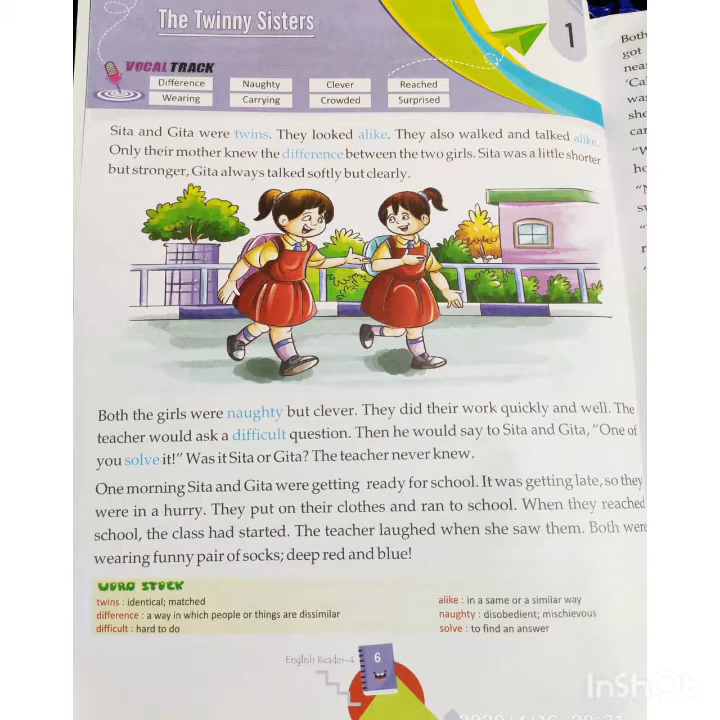 The Twinny Sisters
1
VOCALTRACK
Difference Naughty Clever Reached
Wearing Carrying Crowded Surprised
Sita and Gita were twins. They looked alike. They also walked and talked alike.
Only their mother knew the difference between the two girls. Sita was a little shorter
but stronger, Gita always talked softly but clearly.
Both the girls were naughty but clever. They did their work quickly and well. The
teacher would ask a difficult question. Then he would say to Sita and Gita, "One of
you solve it!" Was it Sita or Gita? The teacher never knew.
One morning Sita and Gita were getting ready for school. It was getting late, so they
were in a hurry. They put on their clothes and ran to school. When they reached
school, the class had started. The teacher laughed when she saw them. Both were
wearing funny pair of socks; deep red and blue!
WORD STOCK
twins : identical; matched
difference : a way in which people or things are dissimilar
difficult : hard to do
alike : in a same or a similar way
naughty : disobedient; mischievous
solve : to find an answer
English Reader-4
6
Both
got
InShOt